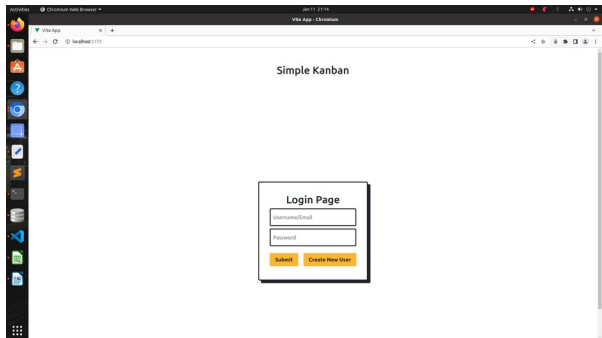 Activities Chromium Web Browser Jan 11 21:14
Vite App - Chromium
Vite App
localhost:5173
Simple Kanban
Login Page
Username/Email
Password
Submit Create New User